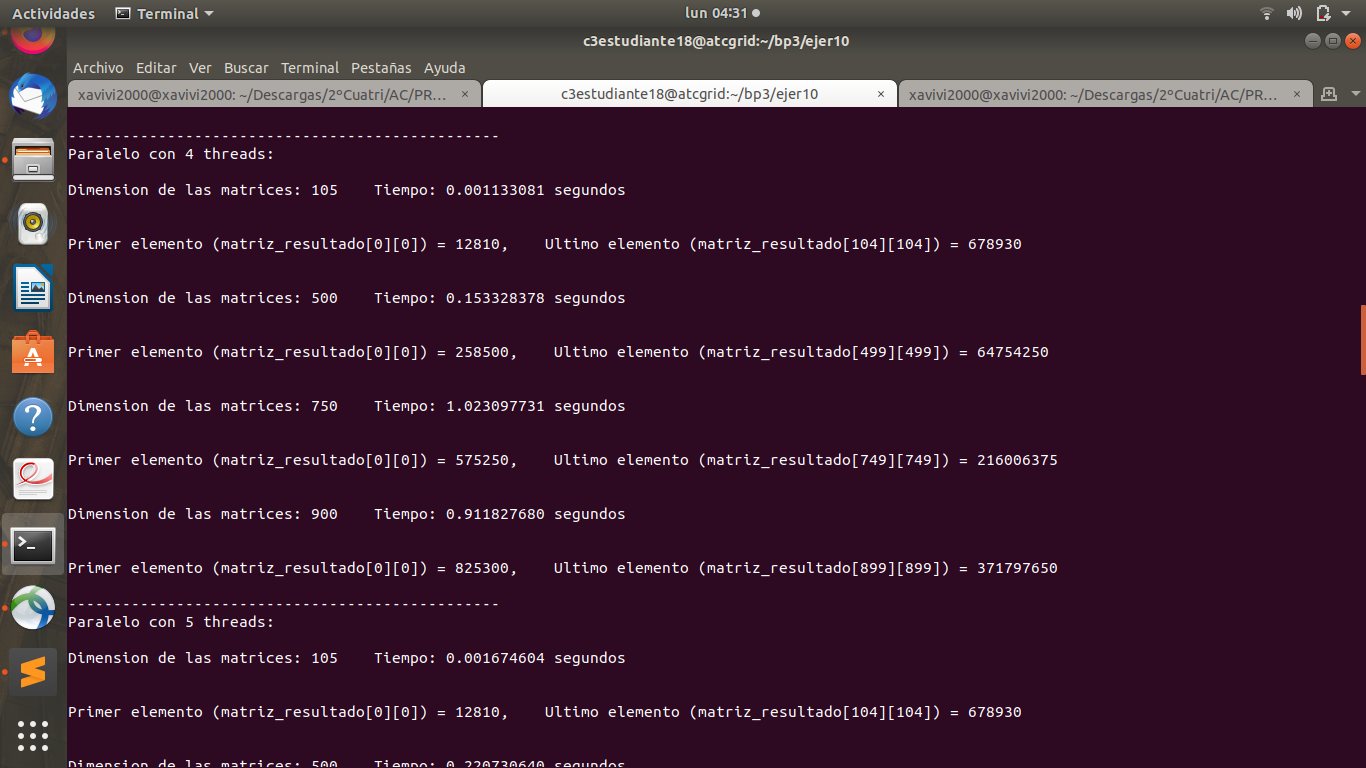 Actividades Terminal lun 04:31
c3estudiante18@atcgrid:~/bp3/ejer10
Archivo Editar Ver Buscar Terminal Pestañas Ayuda
xavivi2000@xavivi2000: ~/Descargas/2ºCuatri/AC/PR... × c3estudiante18@atcgrid:~/bp3/ejer10 × xavivi2000@xavivi2000: ~/Descargas/2ºCuatri/AC/PR... ×
------------------------------------------------
Paralelo con 4 threads:
Dimension de las matrices: 105    Tiempo: 0.001133081 segundos
Primer elemento (matriz_resultado[0][0]) = 12810,    Ultimo elemento (matriz_resultado[104][104]) = 678930
Dimension de las matrices: 500    Tiempo: 0.153328378 segundos
Primer elemento (matriz_resultado[0][0]) = 258500,    Ultimo elemento (matriz_resultado[499][499]) = 64754250
Dimension de las matrices: 750    Tiempo: 1.023097731 segundos
Primer elemento (matriz_resultado[0][0]) = 575250,    Ultimo elemento (matriz_resultado[749][749]) = 216006375
Dimension de las matrices: 900    Tiempo: 0.911827680 segundos
Primer elemento (matriz_resultado[0][0]) = 825300,    Ultimo elemento (matriz_resultado[899][899]) = 371797650
------------------------------------------------
Paralelo con 5 threads:
Dimension de las matrices: 105    Tiempo: 0.001674604 segundos
Primer elemento (matriz_resultado[0][0]) = 12810,    Ultimo elemento (matriz_resultado[104][104]) = 678930
Dimension de las matrices: 500    Tiempo: 0.220730640 segundos